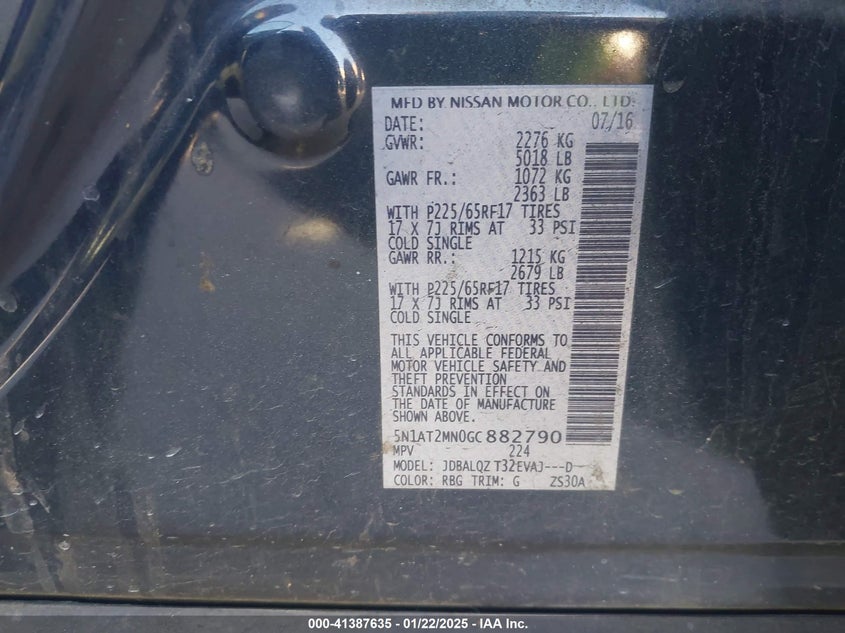 MFD BY NISSAN MOTOR CO., LTD.
DATE: 07/16
GVWR: 2276 KG
5018 LB
GAWR FR.: 1072 KG
2363 LB
WITH P225/65RF17 TIRES
17 X 7J RIMS AT 33 PSI
COLD SINGLE
GAWR RR.: 1215 KG
2679 LB
WITH P225/65RF17 TIRES
17 X 7J RIMS AT 33 PSI
COLD SINGLE
THIS VEHICLE CONFORMS TO
ALL APPLICABLE FEDERAL
MOTOR VEHICLE SAFETY AND
THEFT PREVENTION
STANDARDS IN EFFECT ON
THE DATE OF MANUFACTURE
SHOWN ABOVE.
5N1AT2MN0GC882790
MPV 224
MODEL: JDBALQZ T32EVAJ---D-
COLOR: RBG TRIM: G ZS30A
000-41387635 - 01/22/2025 - IAA Inc.